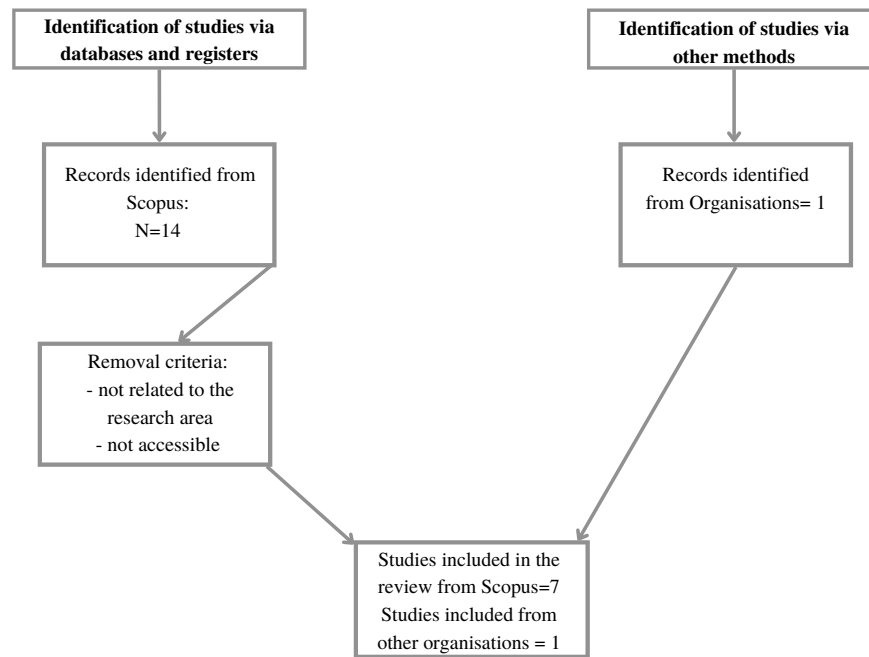 Identification of studies via
databases and registers
Identification of studies via
other methods
Records identified from
Scopus:
N=14
Records identified
from Organisations= 1
Removal criteria:
- not related to the
research area
- not accessible
Studies included in the
review from Scopus=7
Studies included from
other organisations = 1